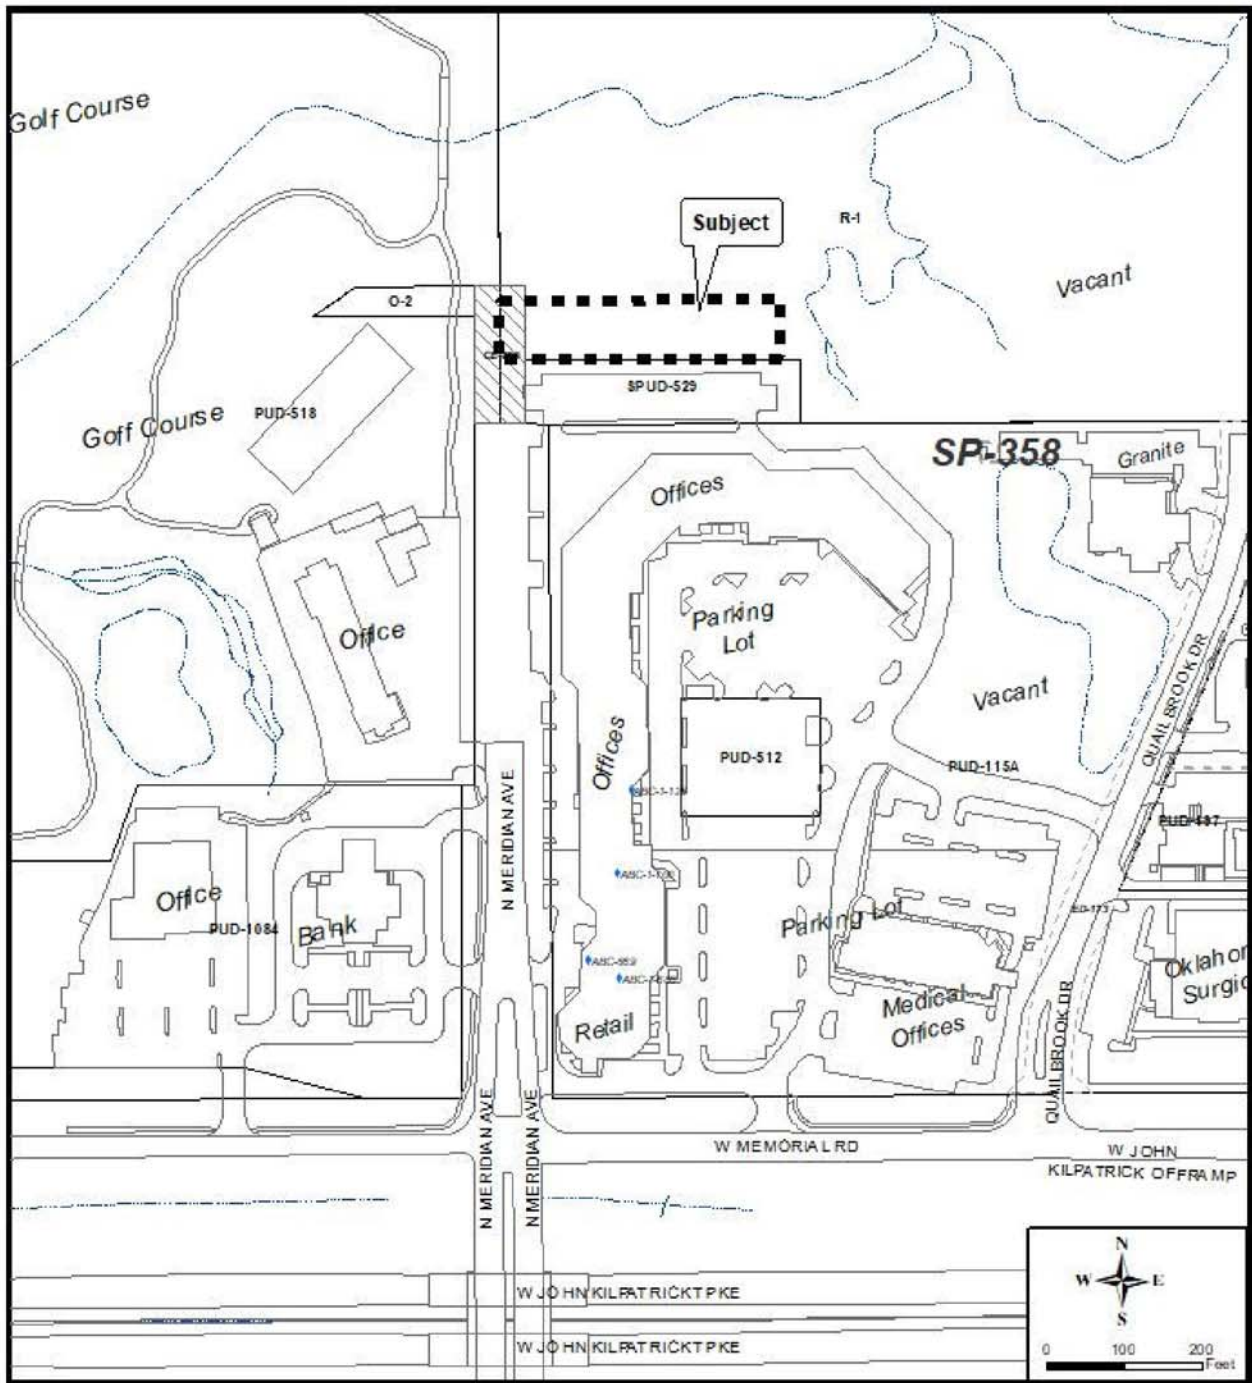 Golf Course
Subject
R-1
Vacant
O-2
SPUD-529
PUD-518
Goff Course
SP-358
Granite
Offices
Parking
Lot
Office
Vacant
QUAIL BROOK DR
Offices
PUD-512
PUD-115A
N MERIDIAN AVE
Office
PUD-1084
Bank
Parking Lot
ABC-559
Medical
Offices
Retail
QUAIL BROOK DR
N MERIDIAN AVE
N MERIDIAN AVE
W MEMORIAL RD
W JOHN
KILPATRICK OFFRAMP
W JOHN KILPATRICK TPKE
W JOHN KILPATRICK TPKE
N
W E
S
0 100 200
Feet